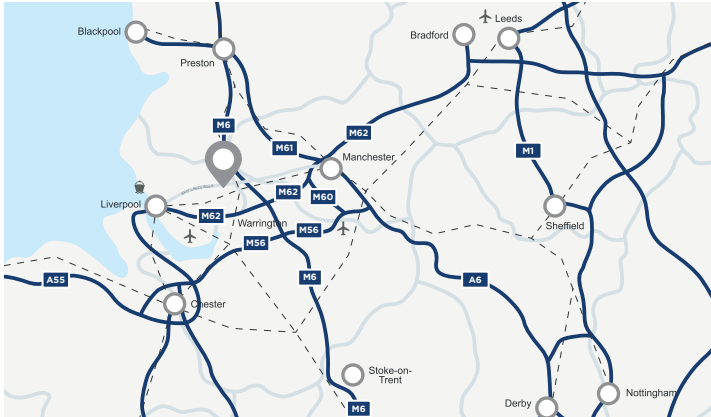 Leeds
Blackpool
Bradford
Preston
M6
M62
M61
M1
Manchester
M62
M60
Liverpool
M62
Warrington
M56
M56
M56
Sheffield
A55
M6
A6
Chester
Stoke-on-
Trent
Nottingham
Derby
M6